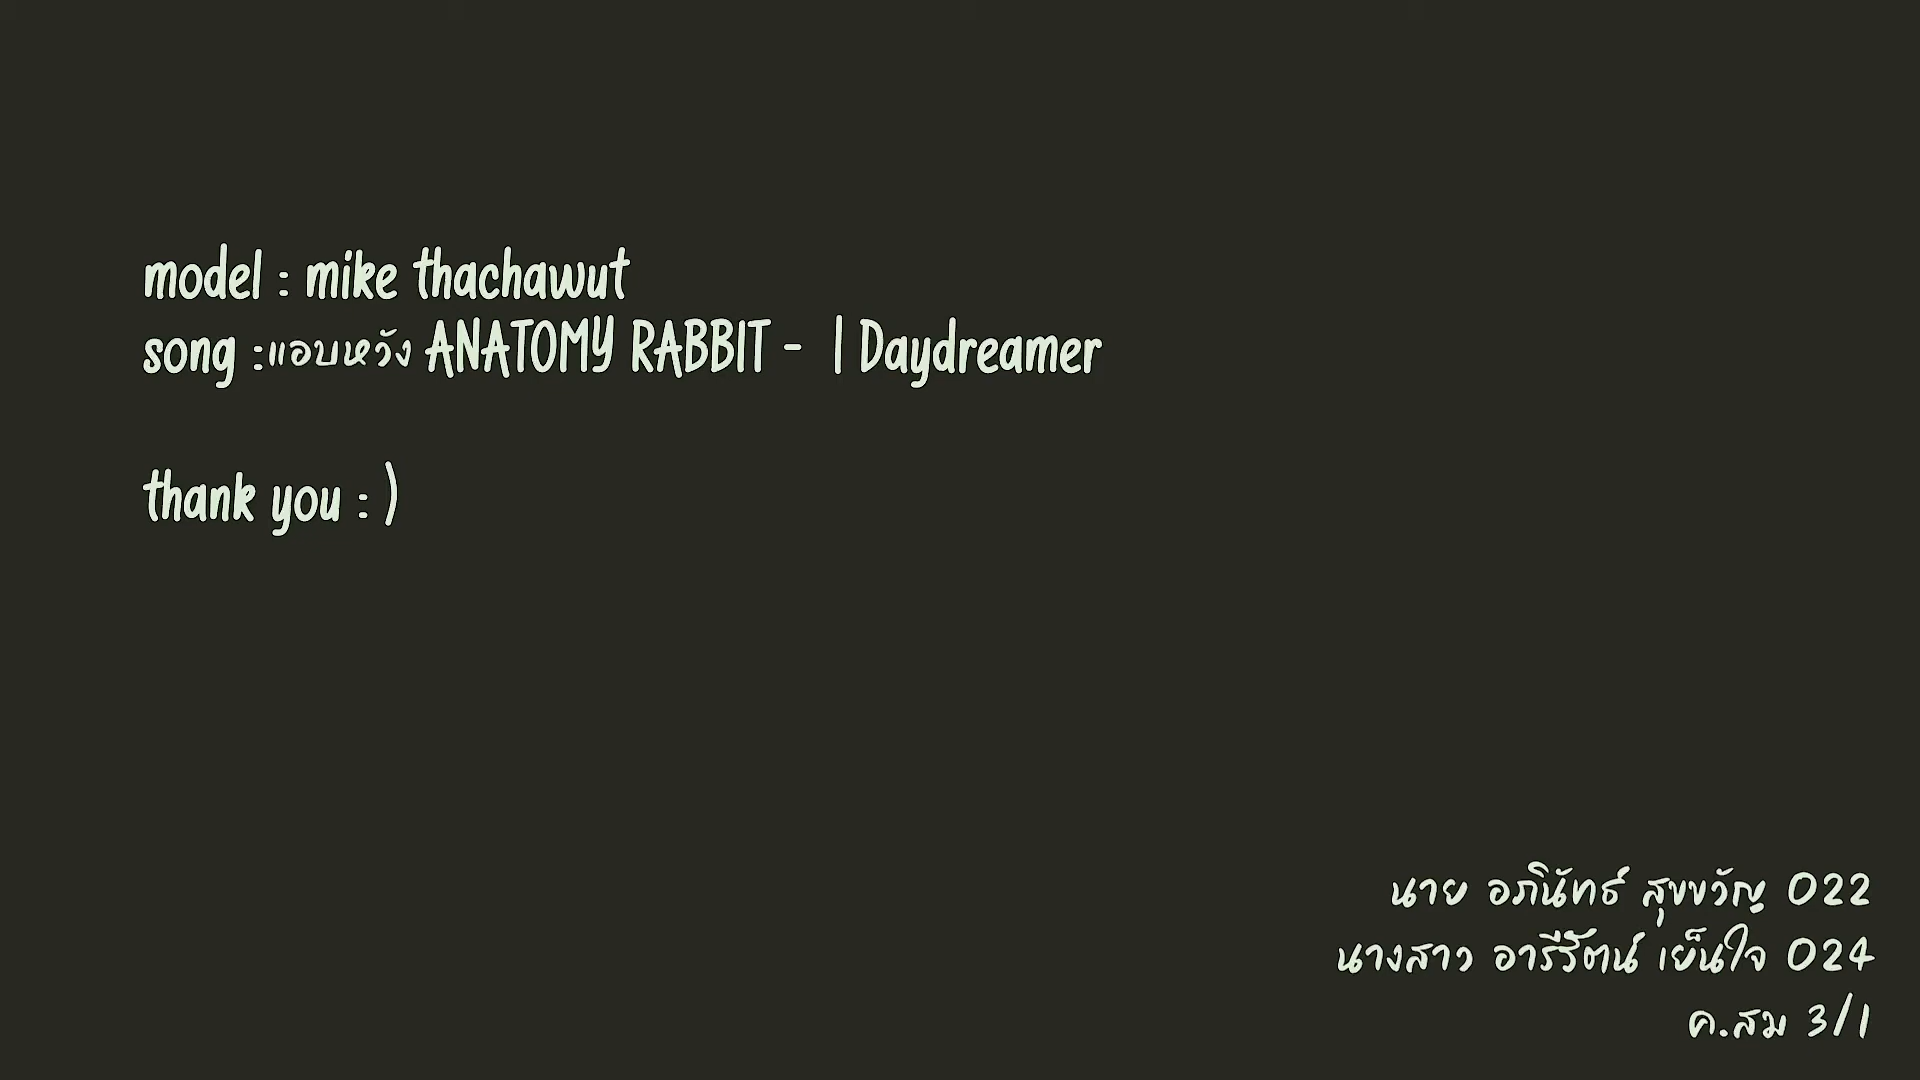 model : mike thachawut
song :แอบหวัง ANATOMY RABBIT - | Daydreamer
thank you : )
นาย อภินัทธ์ สุขขวัญ 022
นางสาว อารีรัตน์ เย็นใจ 024
ค.สม 3/1